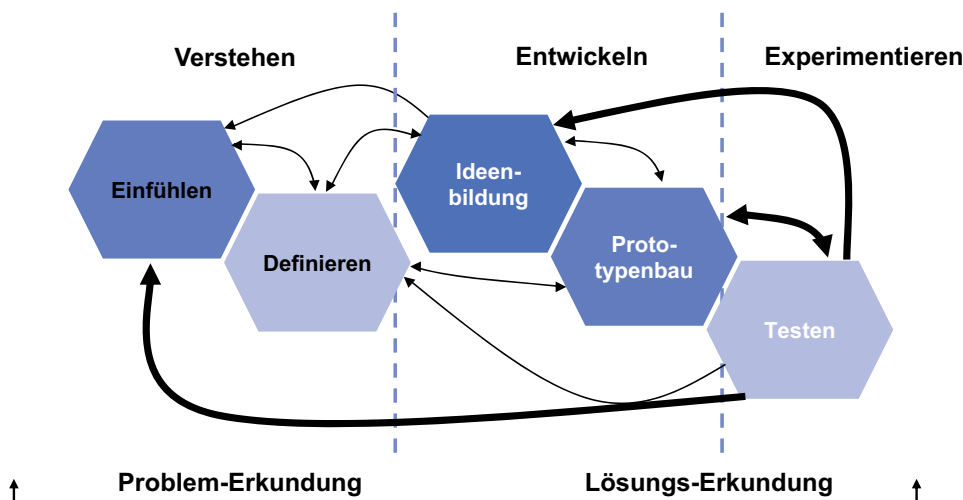 Verstehen
Entwickeln
Experimentieren
Einfühlen
Definieren
Ideen-
bildung
Proto-
typenbau
Testen
Problem-Erkundung
Lösungs-Erkundung